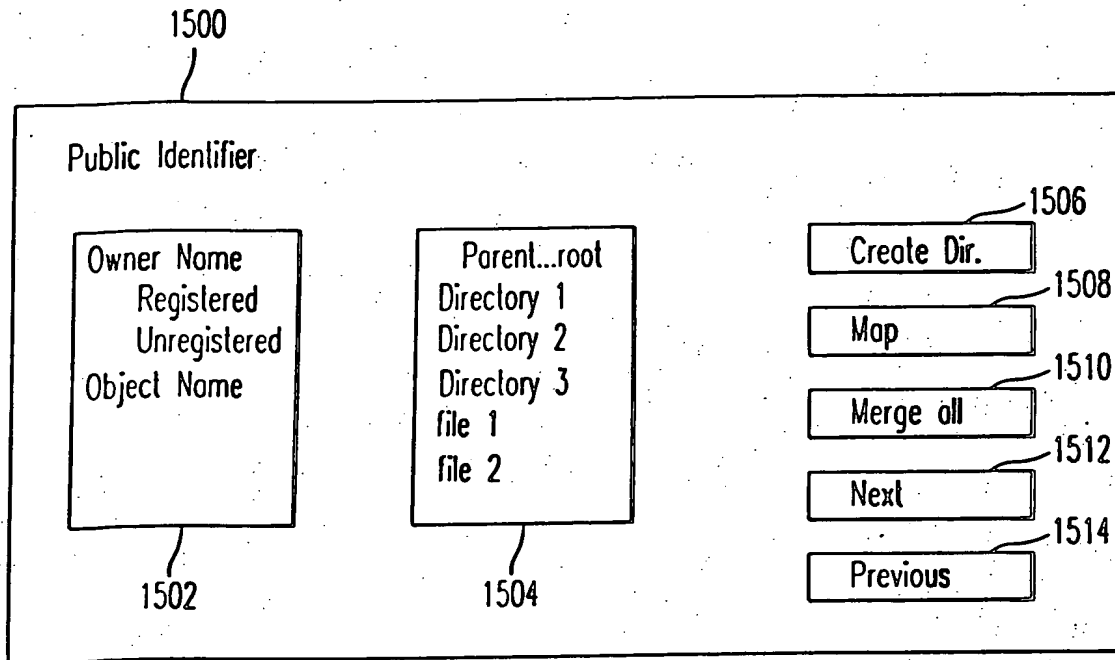 1500
Public Identifier
Owner Name
Registered
Unregistered
Object Name
1502
Parent...root
Directory 1
Directory 2
Directory 3
file 1
file 2
1504
1506
Create Dir.
1508
Map
1510
Merge all
1512
Next
1514
Previous